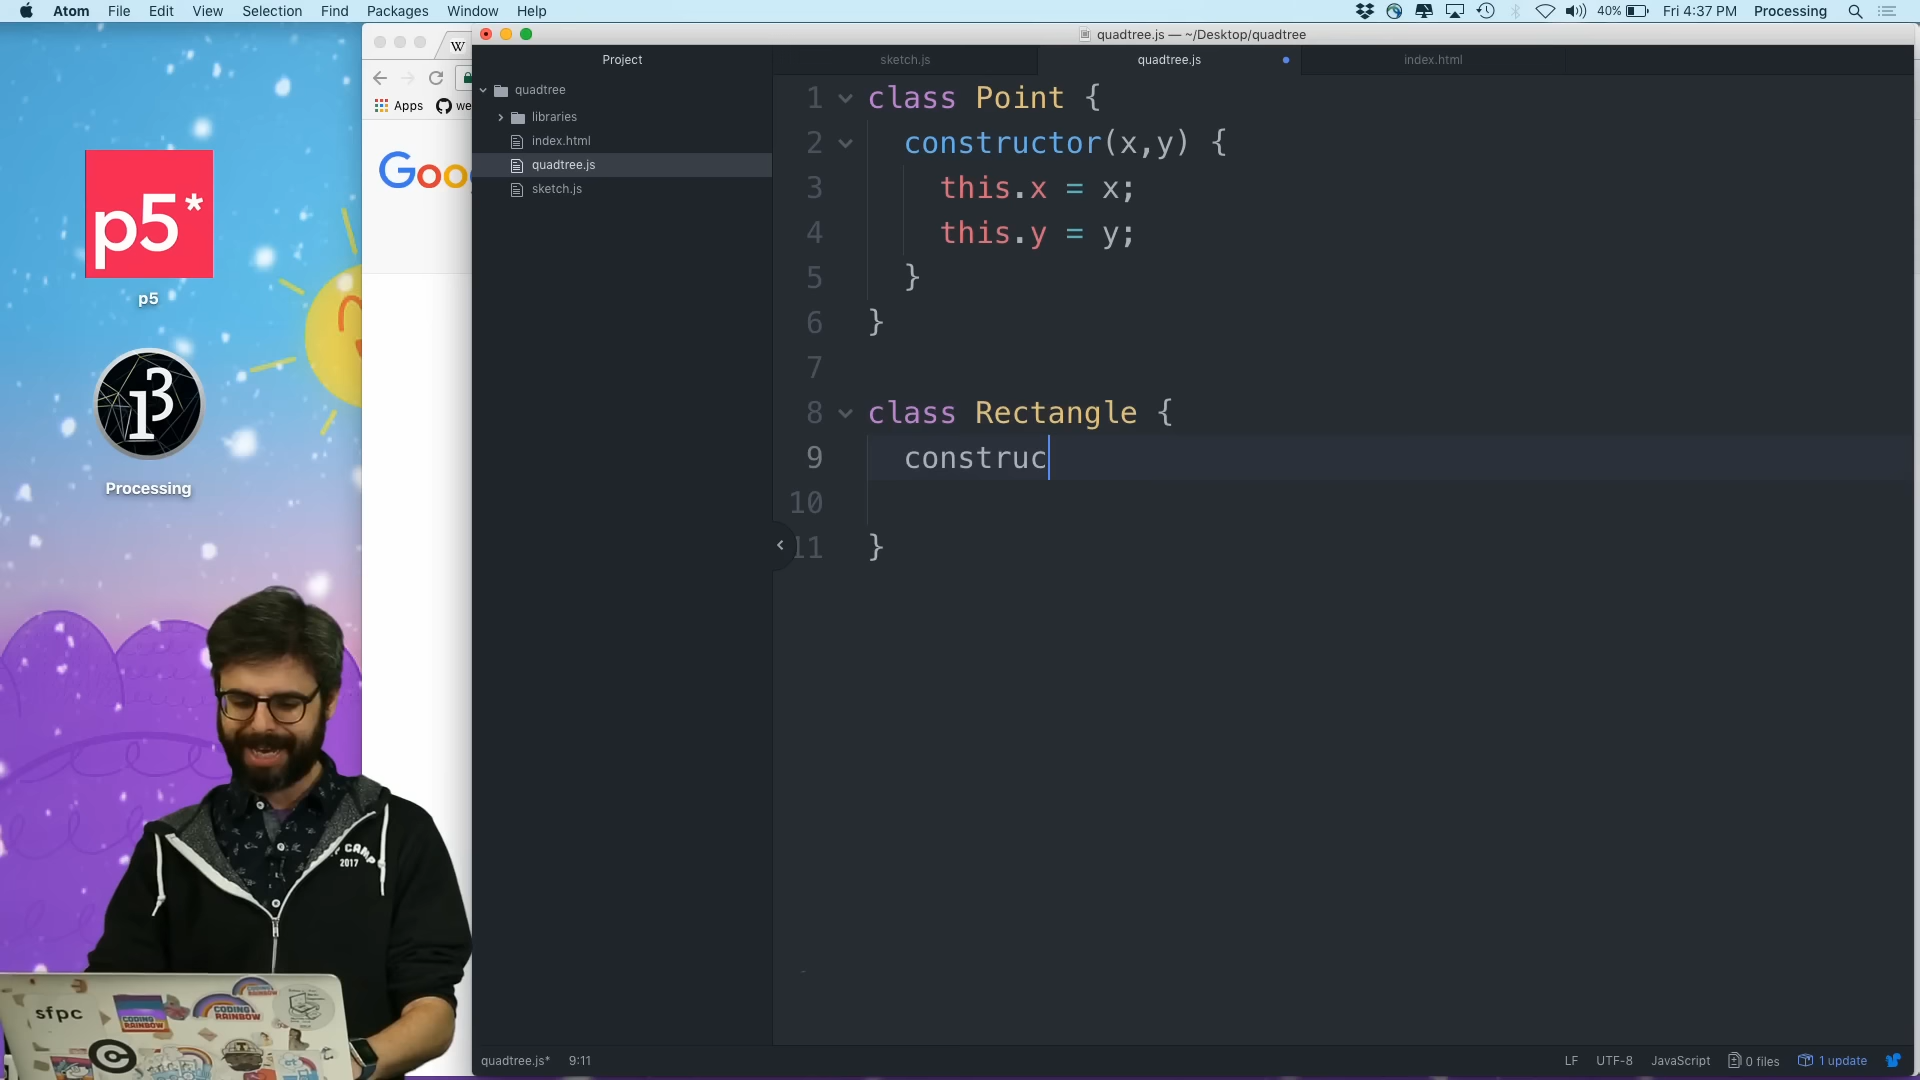 Atom File Edit View Selection Find Packages Window Help
40% Fri 4:37 PM Processing
quadtree.js — ~/Desktop/quadtree
W
Apps
we
Goo
Project
quadtree
libraries
index.html
quadtree.js
sketch.js
sketch.js quadtree.js index.html
1 class Point {
2 constructor(x,y) {
3 this.x = x;
4 this.y = y;
5 }
6 }
7
8 class Rectangle {
9 construc
10
11 }
p5*
p5
Processing
CAMP
2017
sfpc
CODING
RAINBOW
CODING
RAINBOW
CODING
RAINBOW
quadtree.js* 9:11
LF UTF-8 JavaScript 0 files 1 update